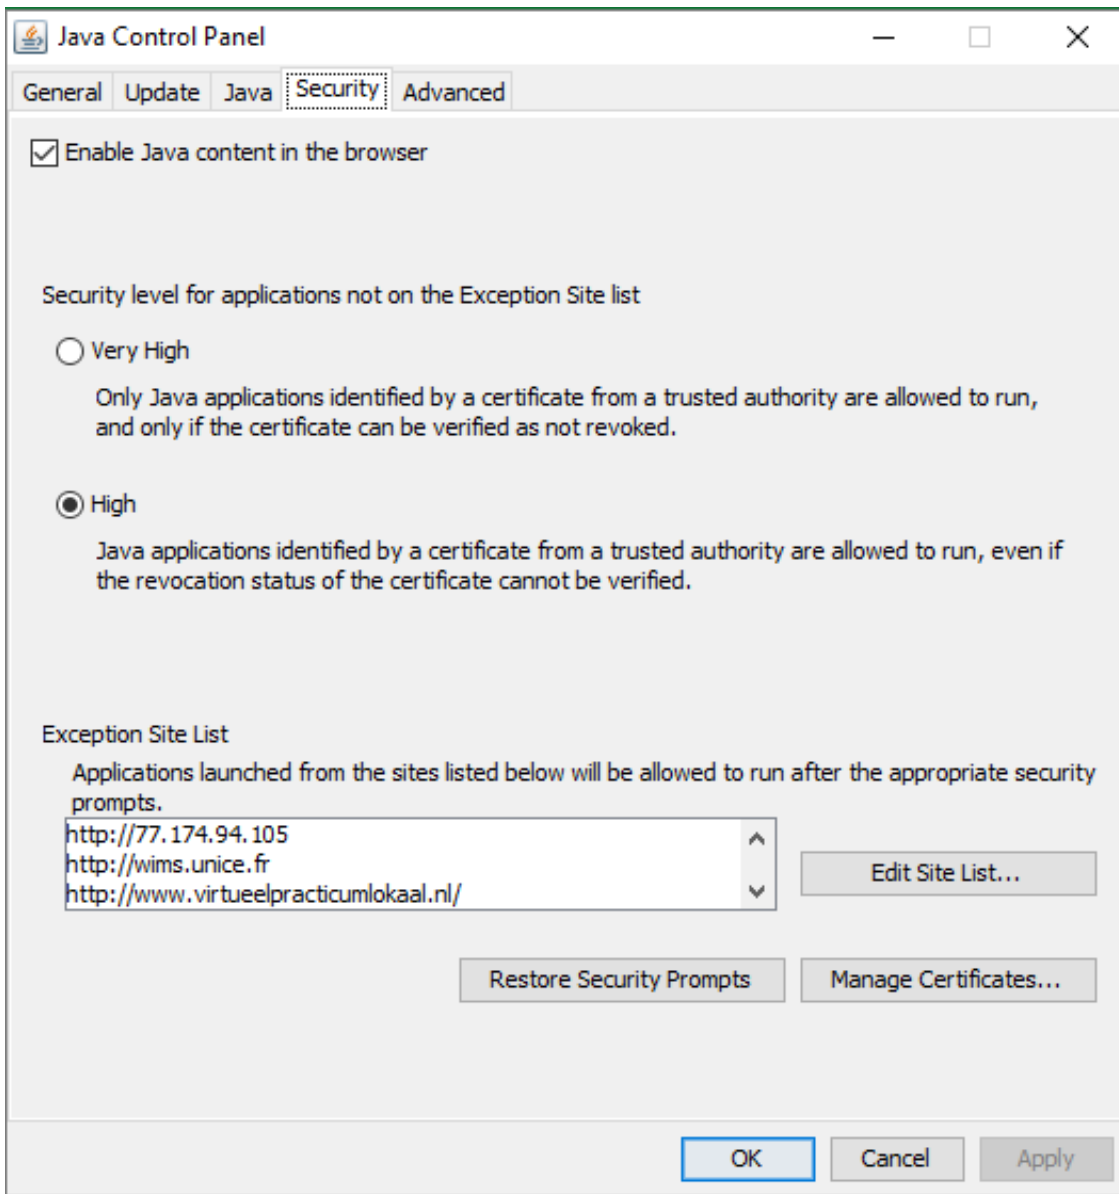 Java Control Panel
General Update Java Security Advanced
Enable Java content in the browser
Security level for applications not on the Exception Site list
Very High
Only Java applications identified by a certificate from a trusted authority are allowed to run,
and only if the certificate can be verified as not revoked.
High
Java applications identified by a certificate from a trusted authority are allowed to run, even if
the revocation status of the certificate cannot be verified.
Exception Site List
Applications launched from the sites listed below will be allowed to run after the appropriate security
prompts.
http://77.174.94.105
http://wims.unice.fr
http://www.virtueelpracticumlokaal.nl/
Edit Site List...
Restore Security Prompts Manage Certificates...
OK Cancel Apply